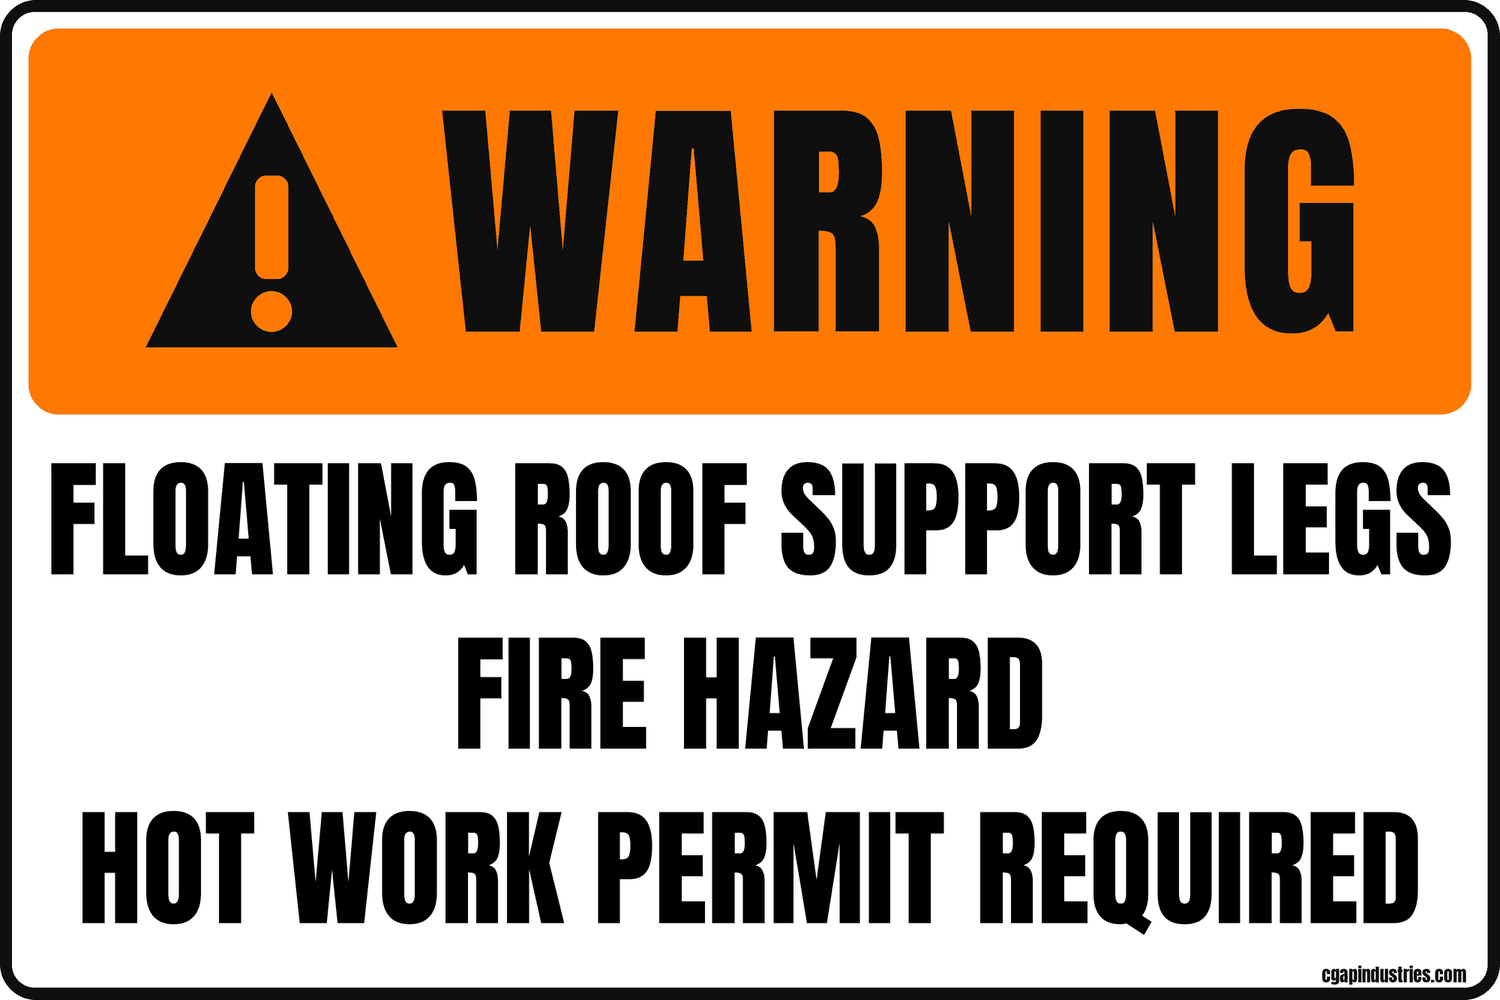 WARNING
FLOATING ROOF SUPPORT LEGS
FIRE HAZARD
HOT WORK PERMIT REQUIRED
cgapindustries.com